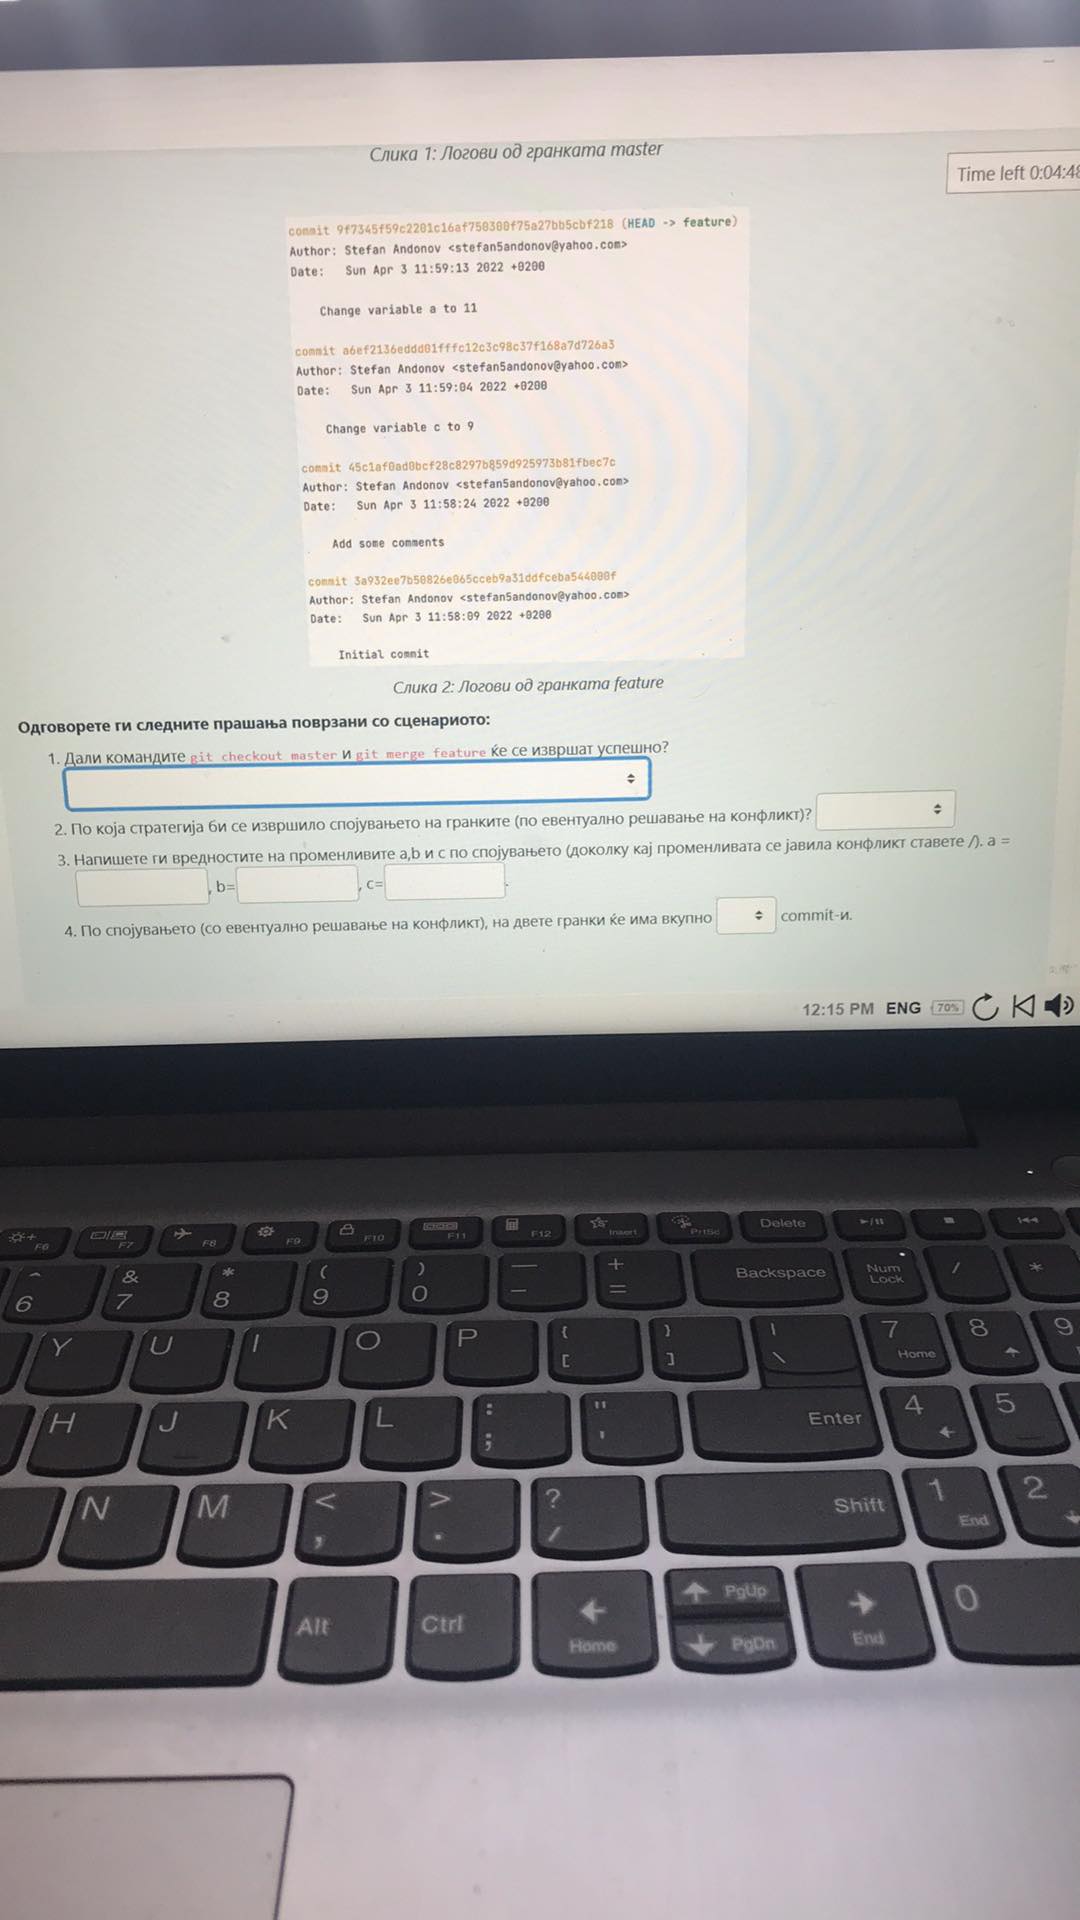 Слика 1: Логови од гранката master
Time left 0:04:48
commit 9f7345f59c2201c16af750300f75a27bb5cbf218 (HEAD -> feature)
Author: Stefan Andonov <stefan5andonov@yahoo.com>
Date: Sun Apr 3 11:59:13 2022 +0200
Change variable a to 11
commit a6ef2136eddd01fffc12c3c98c37f168a7d726a3
Author: Stefan Andonov <stefan5andonov@yahoo.com>
Date: Sun Apr 3 11:59:04 2022 +0200
Change variable c to 9
commit 45c1af0ad0bcf28c8297b859d925973b81fbec7c
Author: Stefan Andonov <stefan5andonov@yahoo.com>
Date: Sun Apr 3 11:58:24 2022 +0200
Add some comments
commit 3a932ee7b50826e065cceb9a31ddfceba544000f
Author: Stefan Andonov <stefan5andonov@yahoo.com>
Date: Sun Apr 3 11:58:09 2022 +0200
Initial commit
Слика 2: Логови од гранката feature
Одговорете ги следните прашања поврзани со сценариото:
1. Дали командите git checkout master и git merge feature ќе се извршат успешно?
2. По која стратегија би се извршило спојувањето на гранките (по евентуално решавање на конфликт)?
3. Напишете ги вредностите на променливите a,b и c по спојувањето (доколку кај променливата се јавила конфликт ставете /). a =
, b= , c= .
4. По спојувањето (со евентуално решавање на конфликт), на двете гранки ќе има вкупно commit-и.
12:15 PM ENG 70%
F6 F7 F8 F9 F10 F11 F12 Insert PrtSc Delete
6 & 7 * 8 ( 9 ) 0 — - + = Backspace Num Lock / *
Y U I O P { [ } ] | \ 7 Home 8 9
H J K L : ; " ' Enter 4 5
N M < , > . ? / Shift 1 End 2
Alt Ctrl Home PgUp PgDn End 0